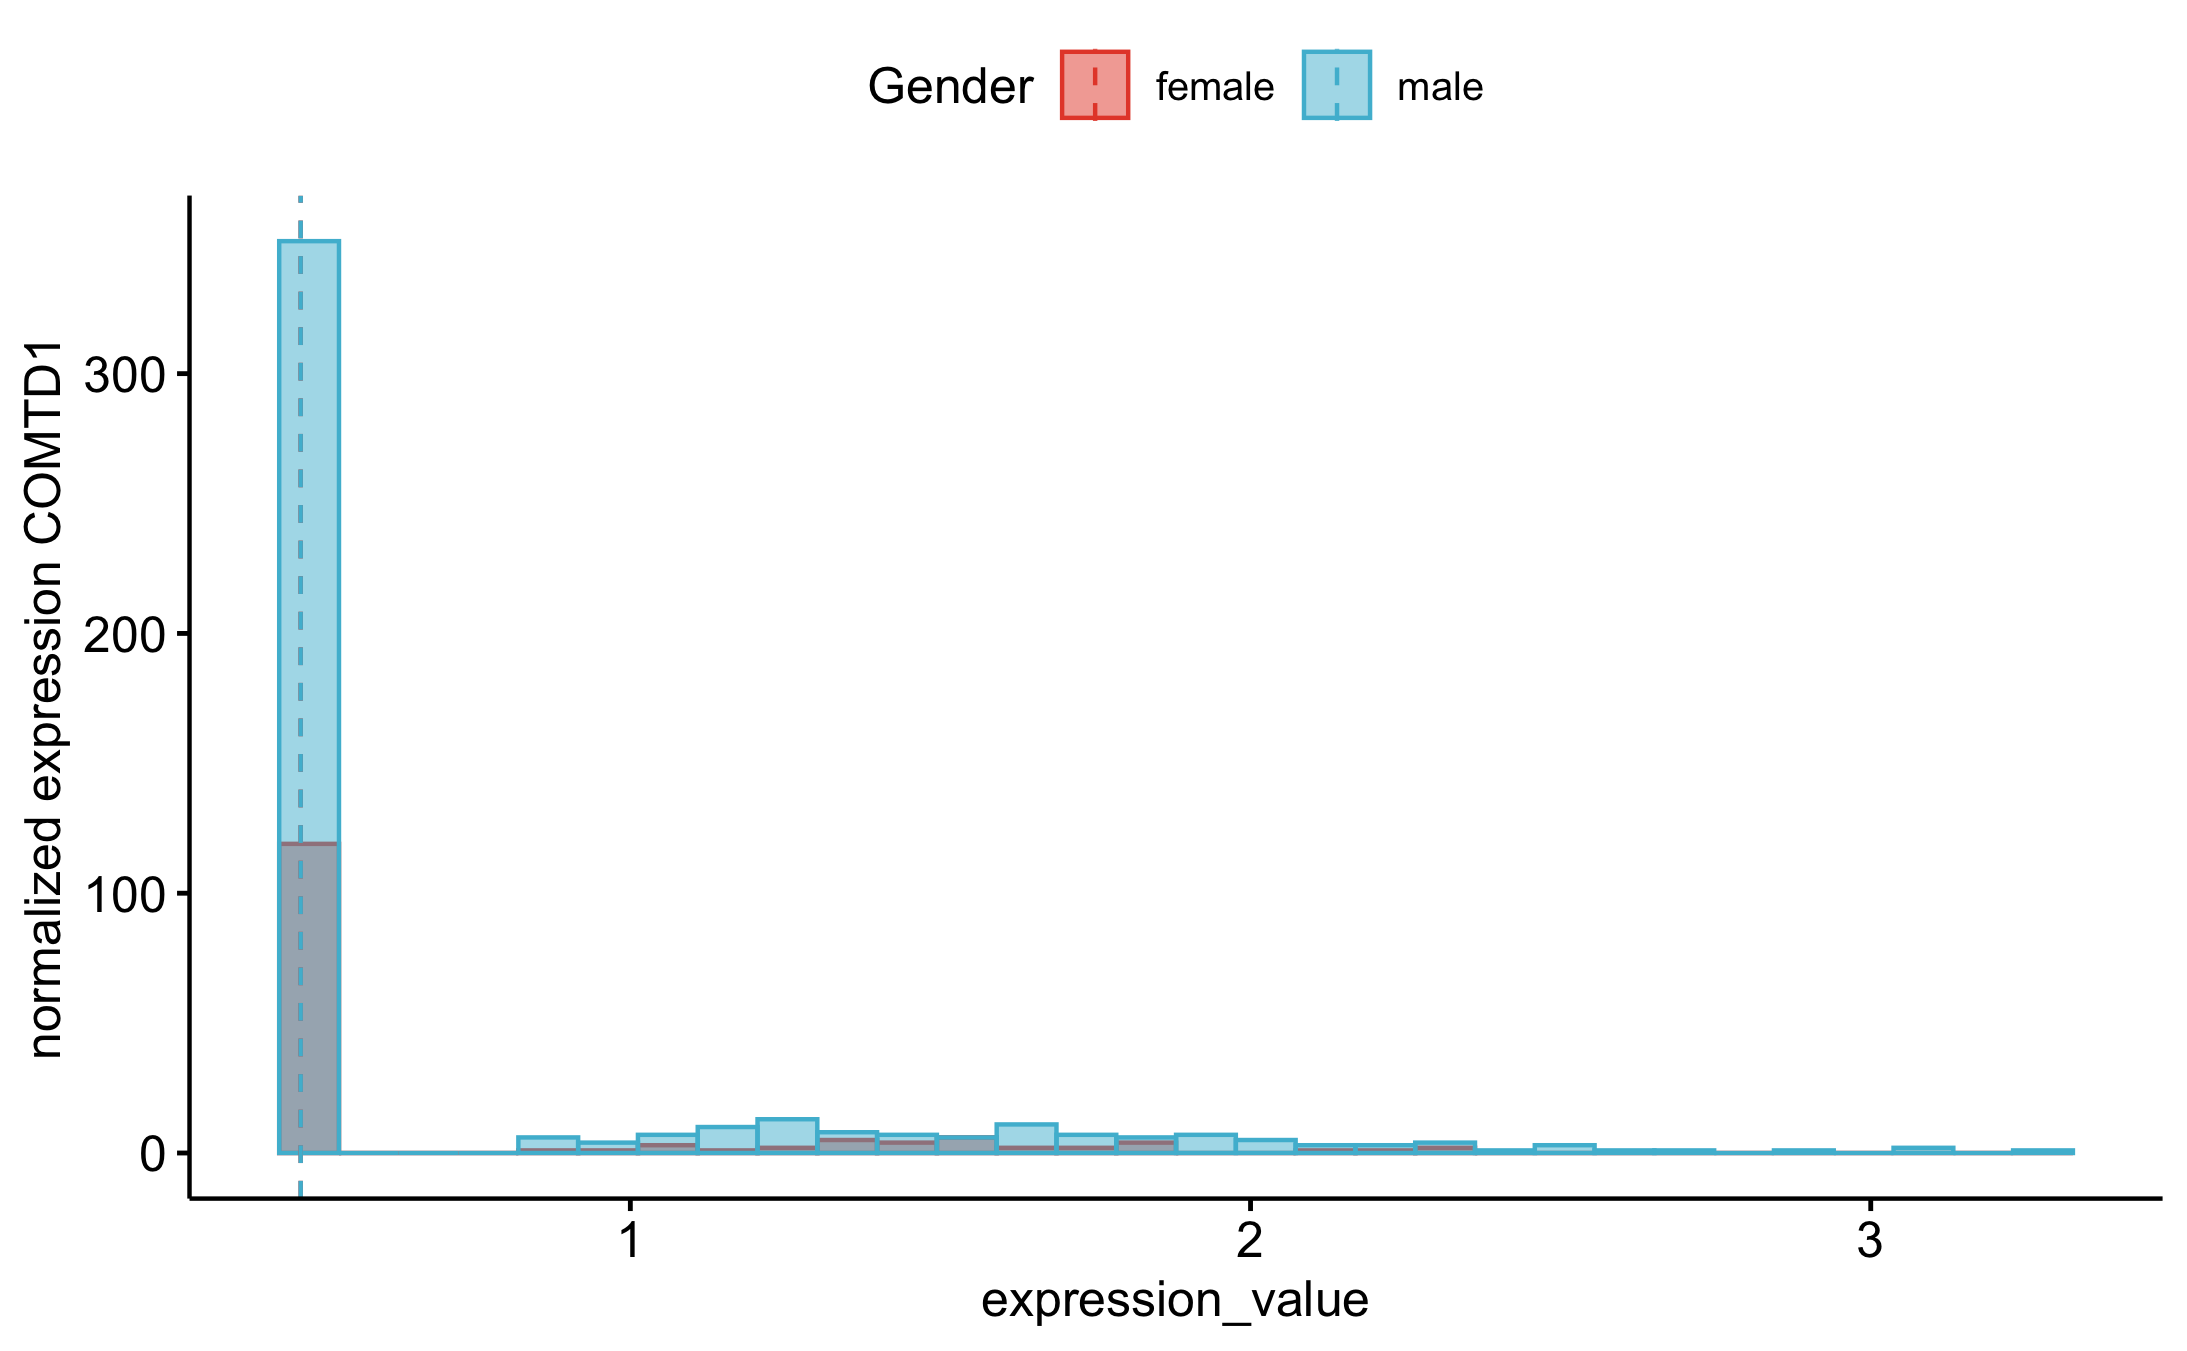 Gender female male
normalized expression COMTD1
300
200
100
0
1 2 3
expression_value